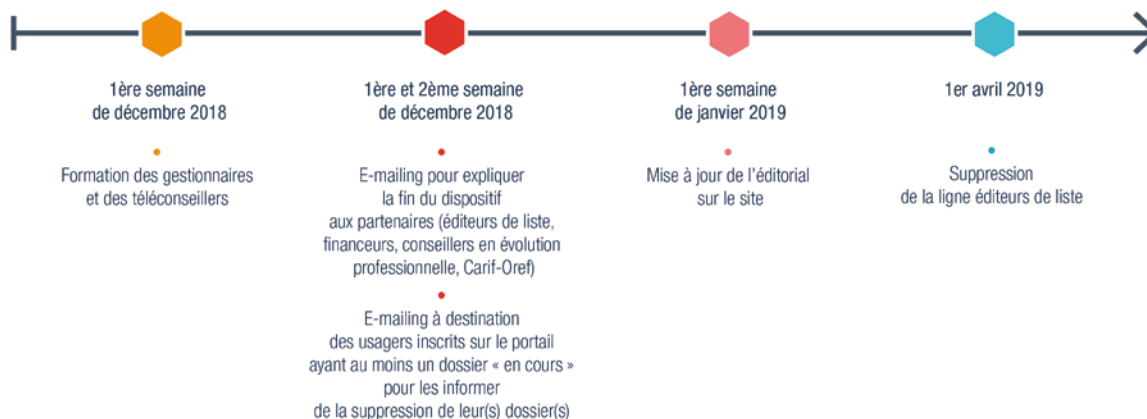 1ère semaine
de décembre 2018
Formation des gestionnaires
et des téléconseillers
1ère et 2ème semaine
de décembre 2018
E-mailing pour expliquer
la fin du dispositif
aux partenaires (éditeurs de liste,
financeurs, conseillers en évolution
professionnelle, Carif-Oref)
E-mailing à destination
des usagers inscrits sur le portail
ayant au moins un dossier « en cours »
pour les informer
de la suppression de leur(s) dossier(s)
1ère semaine
de janvier 2019
Mise à jour de l'éditorial
sur le site
1er avril 2019
Suppression
de la ligne éditeurs de liste